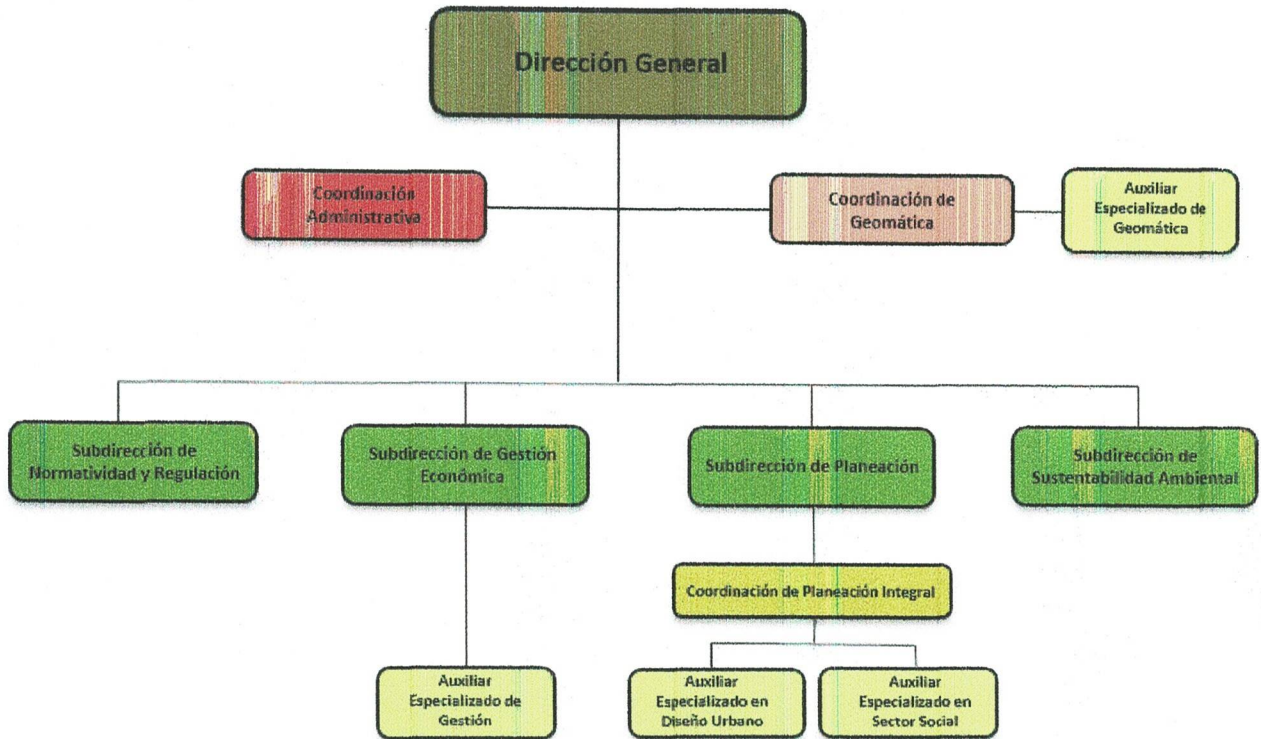 Dirección General
Coordinación
Administrativa
Coordinación de
Geomática
Auxiliar
Especializado de
Geomática
Subdirección de
Normatividad y Regulación
Subdirección de Gestión
Económica
Subdirección de Planeación
Subdirección de
Sustentabilidad Ambiental
Coordinación de Planeación Integral
Auxiliar
Especializado de
Gestión
Auxiliar
Especializado en
Diseño Urbano
Auxiliar
Especializado en
Sector Social